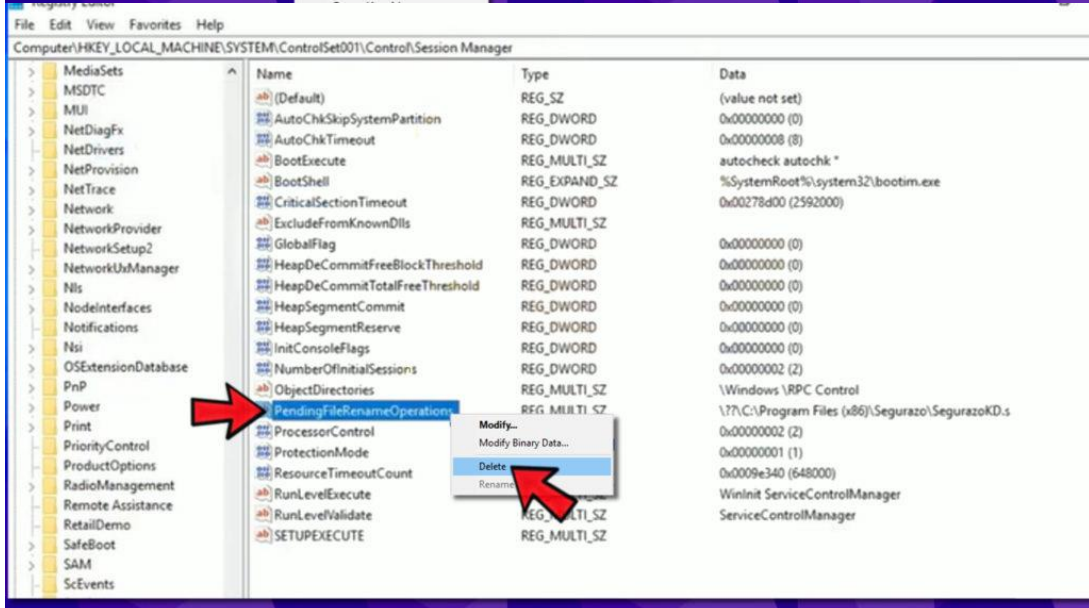 Registry Editor
File Edit View Favorites Help
Computer\HKEY_LOCAL_MACHINE\SYSTEM\ControlSet001\Control\Session Manager
MediaSets
MSDTC
MUI
NetDiagFx
NetDrivers
NetProvision
NetTrace
Network
NetworkProvider
NetworkSetup2
NetworkUxManager
Nls
NodeInterfaces
Notifications
Nsi
OSExtensionDatabase
PnP
Power
Print
PriorityControl
ProductOptions
RadioManagement
Remote Assistance
RetailDemo
SafeBoot
SAM
ScEvents
Name Type Data
(Default) REG_SZ (value not set)
AutoChkSkipSystemPartition REG_DWORD 0x00000000 (0)
AutoChkTimeout REG_DWORD 0x00000008 (8)
BootExecute REG_MULTI_SZ autocheck autochk *
BootShell REG_EXPAND_SZ %SystemRoot%\system32\bootim.exe
CriticalSectionTimeout REG_DWORD 0x00278d00 (2592000)
ExcludeFromKnownDlls REG_MULTI_SZ
GlobalFlag REG_DWORD 0x00000000 (0)
HeapDeCommitFreeBlockThreshold REG_DWORD 0x00000000 (0)
HeapDeCommitTotalFreeThreshold REG_DWORD 0x00000000 (0)
HeapSegmentCommit REG_DWORD 0x00000000 (0)
HeapSegmentReserve REG_DWORD 0x00000000 (0)
InitConsoleFlags REG_DWORD 0x00000000 (0)
NumberOfInitialSessions REG_DWORD 0x00000002 (2)
ObjectDirectories REG_MULTI_SZ \Windows \RPC Control
PendingFileRenameOperations REG_MULTI_SZ \??\C:\Program Files (x86)\Segurazo\SegurazoKD.s
ProcessorControl 0x00000002 (2)
ProtectionMode 0x00000001 (1)
ResourceTimeoutCount 0x0009e340 (648000)
RunLevelExecute WinInit ServiceControlManager
RunLevelValidate REG_MULTI_SZ ServiceControlManager
SETUPEXECUTE REG_MULTI_SZ
Modify...
Modify Binary Data...
Delete
Rename